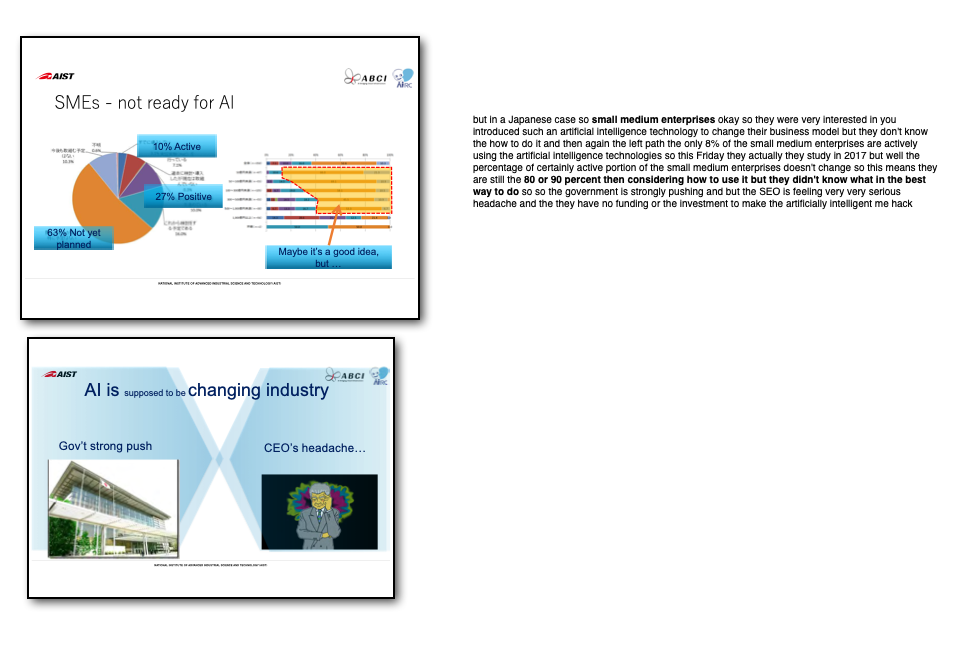 AIST
ABCI
AIRC
SMEs - not ready for AI
10% Active
不明
27% Positive
63% Not yet
planned
Maybe it's a good idea,
but ...
NATIONAL INSTITUTE OF ADVANCED INDUSTRIAL SCIENCE AND TECHNOLOGY (AIST)
but in a Japanese case so small medium enterprises okay so they were very interested in you
introduced such an artificial intelligence technology to change their business model but they don't know
the how to do it and then again the left path the only 8% of the small medium enterprises are actively
using the artificial intelligence technologies so this Friday they actually they study in 2017 but well the
percentage of certainly active portion of the small medium enterprises doesn't change so this means they
are still the 80 or 90 percent then considering how to use it but they didn't know what in the best
way to do so so the government is strongly pushing and but the SEO is feeling very very serious
headache and the they have no funding or the investment to make the artificially intelligent me hack
AIST
ABCI
AIRC
AI is supposed to be changing industry
Gov't strong push
CEO's headache...
NATIONAL INSTITUTE OF ADVANCED INDUSTRIAL SCIENCE AND TECHNOLOGY (AIST)